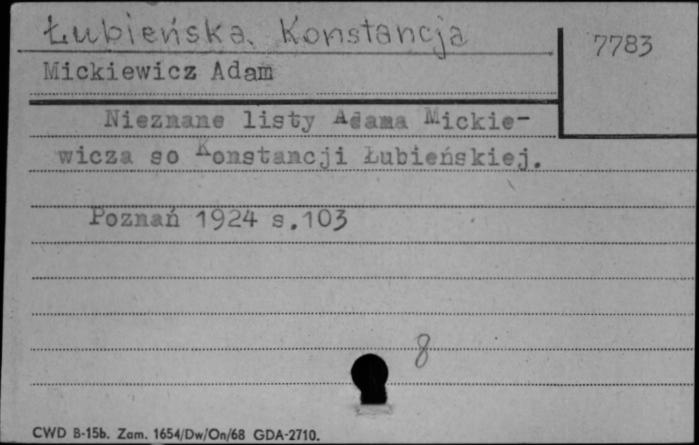 Łubieńska, Konstancja
7783
Mickiewicz Adam
Nieznane listy Adama Mickie-
wicza so Konstancji Łubieńskiej.
Poznań 1924 s.103
8
CWD B-15b. Zam. 1654/Dw/On/68 GDA-2710.